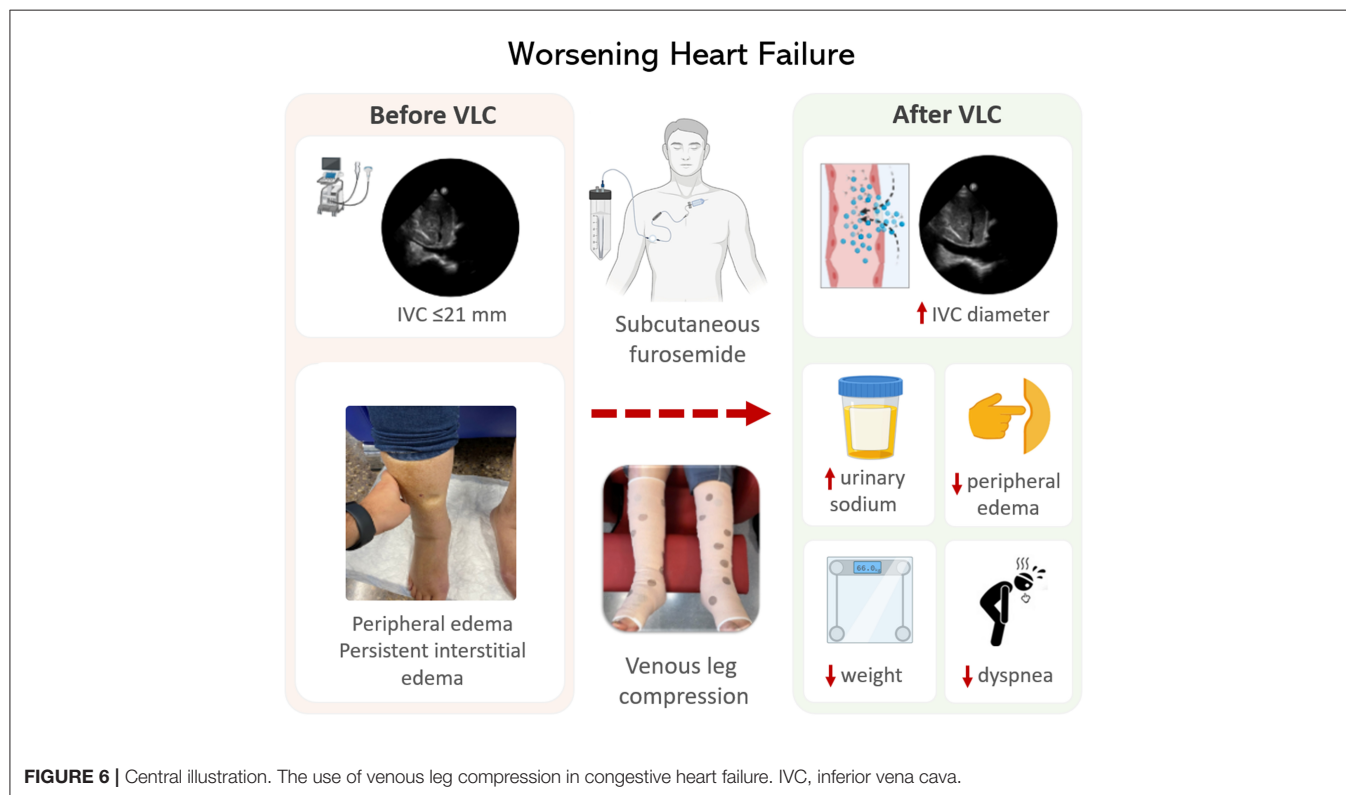 Worsening Heart Failure
Before VLC
IVC ≤21 mm
Peripheral edema
Persistent interstitial
edema
Subcutaneous
furosemide
Venous leg
compression
After VLC
↑ IVC diameter
↑ urinary
sodium
↓ peripheral
edema
66.0
↓ weight
↓ dyspnea
FIGURE 6 | Central illustration. The use of venous leg compression in congestive heart failure. IVC, inferior vena cava.